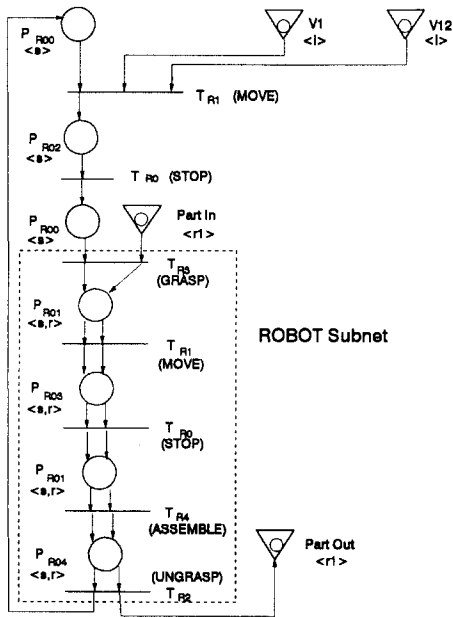 P R00
<s>
V1
<i>
V12
<i>
T R1 (MOVE)
P R02
<s>
T R0 (STOP)
P R00
<s>
Part In
<r1>
T R3
(GRASP)
P R01
<s,r>
ROBOT Subnet
T R1
(MOVE)
P R03
<s,r>
T R0
(STOP)
P R01
<s,r>
T R4
(ASSEMBLE)
P R04
<s,r>
Part Out
<r1>
(UNGRASP)
T R2